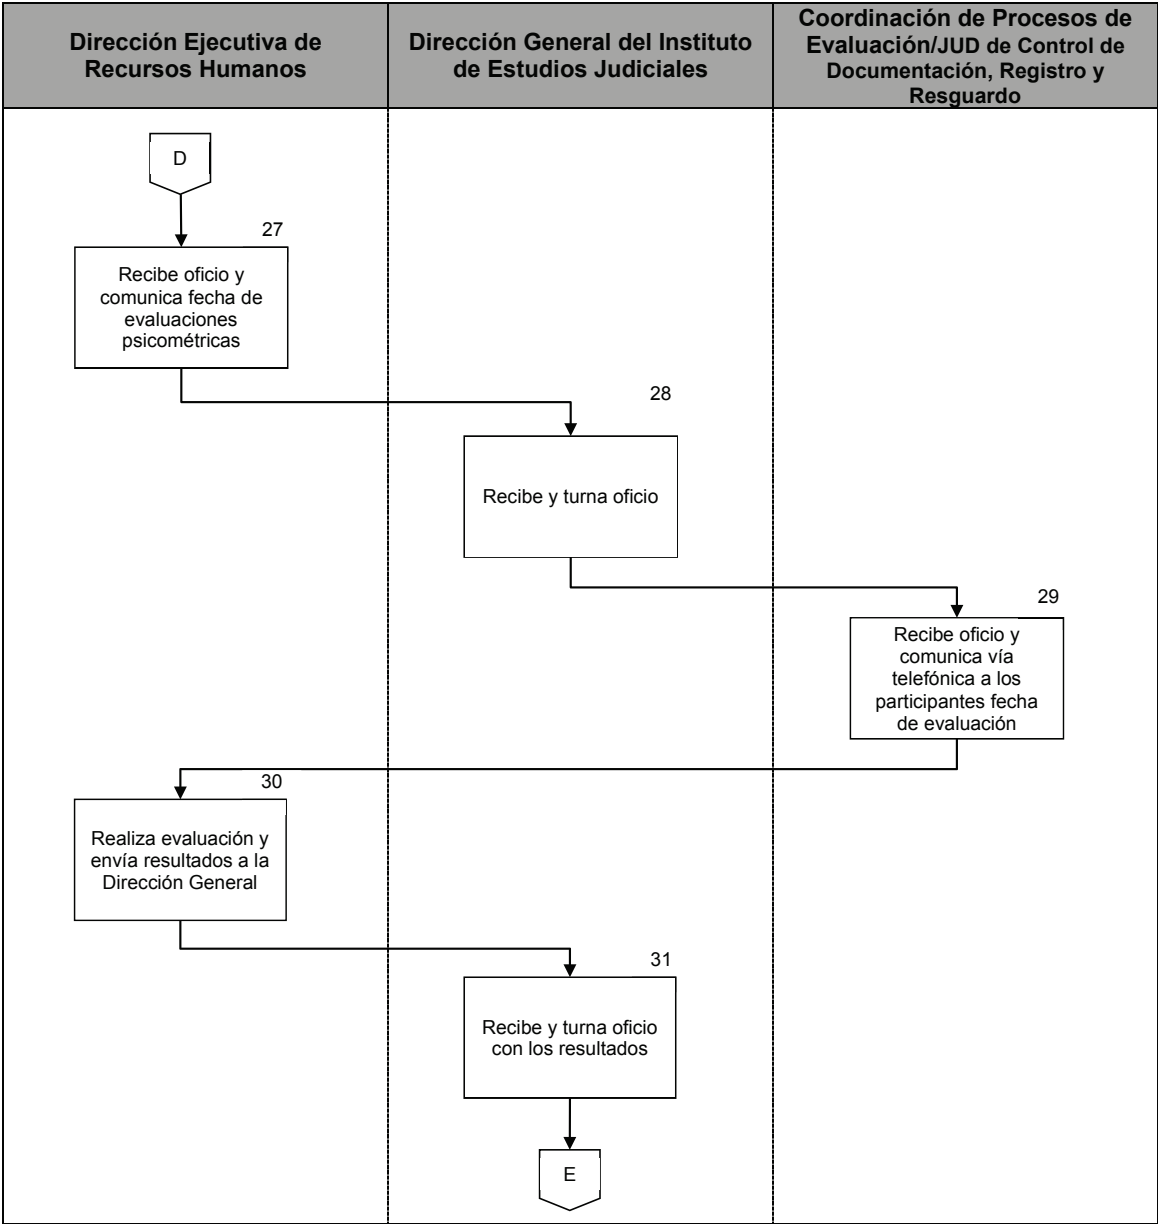 Dirección Ejecutiva de
Recursos Humanos
Dirección General del Instituto
de Estudios Judiciales
Coordinación de Procesos de
Evaluación/JUD de Control de
Documentación, Registro y
Resguardo
D
27
Recibe oficio y
comunica fecha de
evaluaciones
psicométricas
28
Recibe y turna oficio
29
Recibe oficio y
comunica vía
telefónica a los
participantes fecha
de evaluación
30
Realiza evaluación y
envía resultados a la
Dirección General
31
Recibe y turna oficio
con los resultados
E